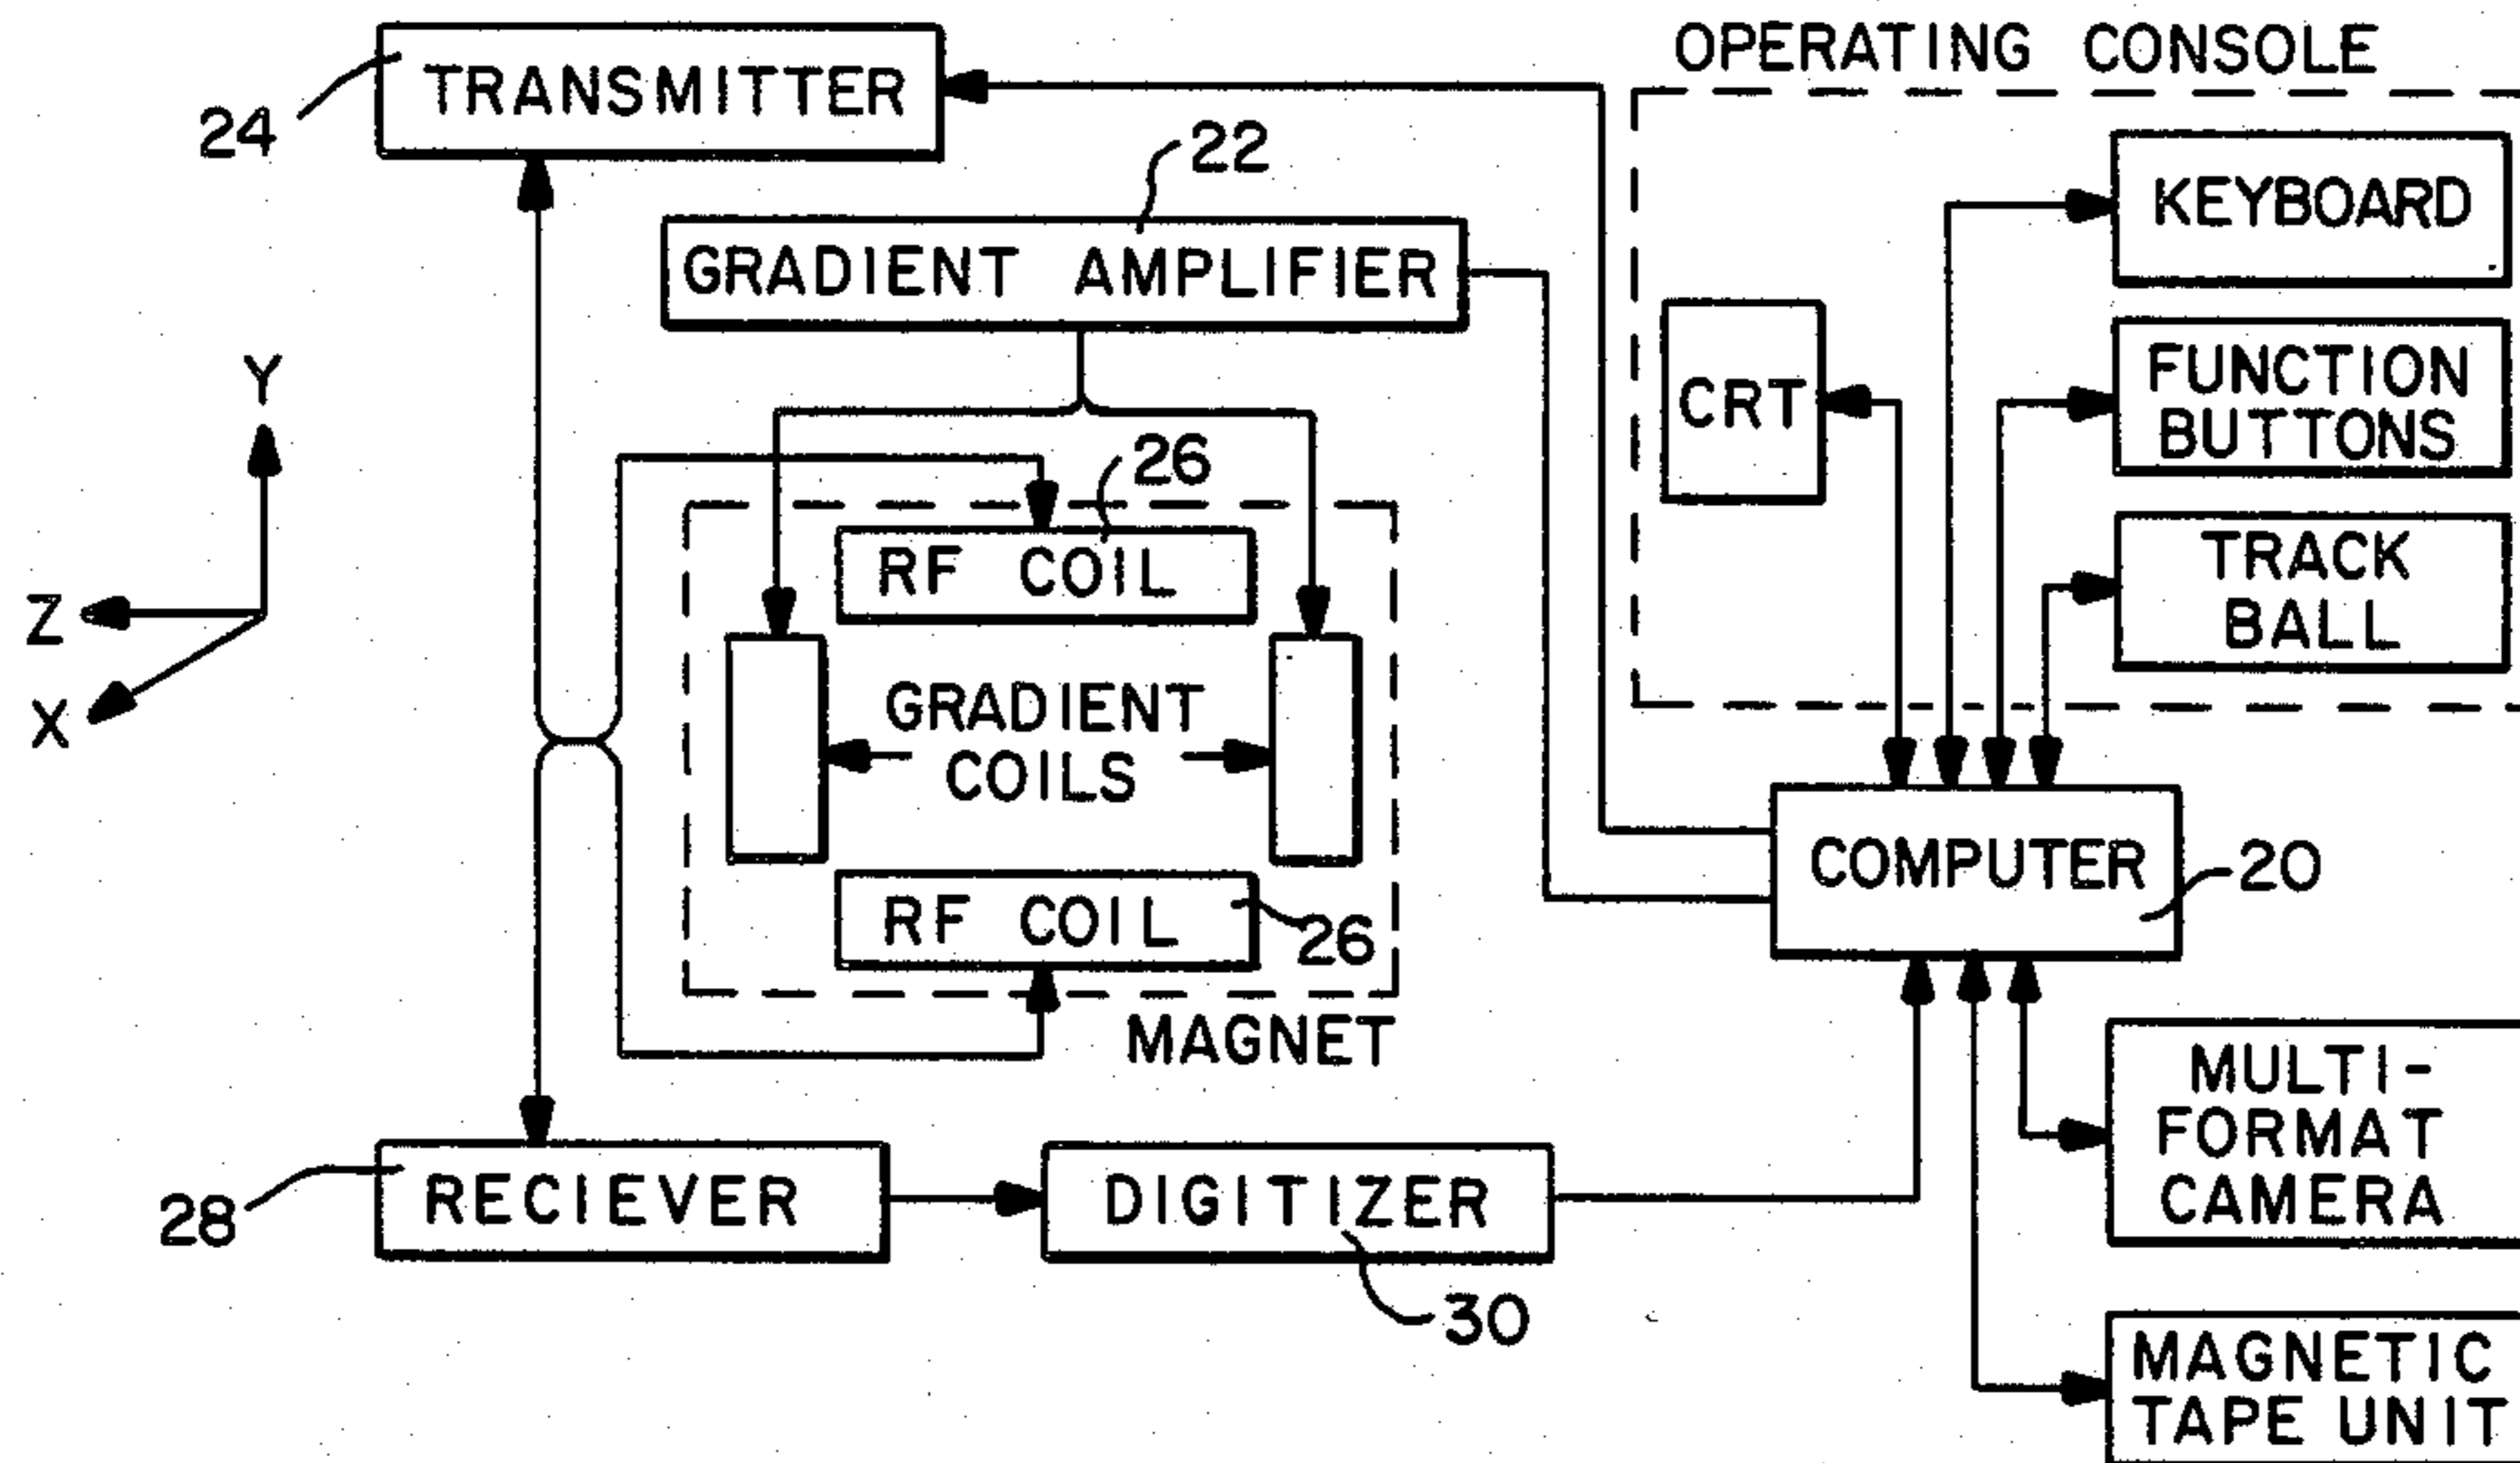 OPERATING CONSOLE
TRANSMITTER
24
22
KEYBOARD
GRADIENT AMPLIFIER
CRT
FUNCTION
BUTTONS
Y
26
RF COIL
TRACK
BALL
Z
X
GRADIENT
COILS
COMPUTER
20
RF COIL
26
MAGNET
MULTI-
FORMAT
CAMERA
RECIEVER
28
DIGITIZER
30
MAGNETIC
TAPE UNIT